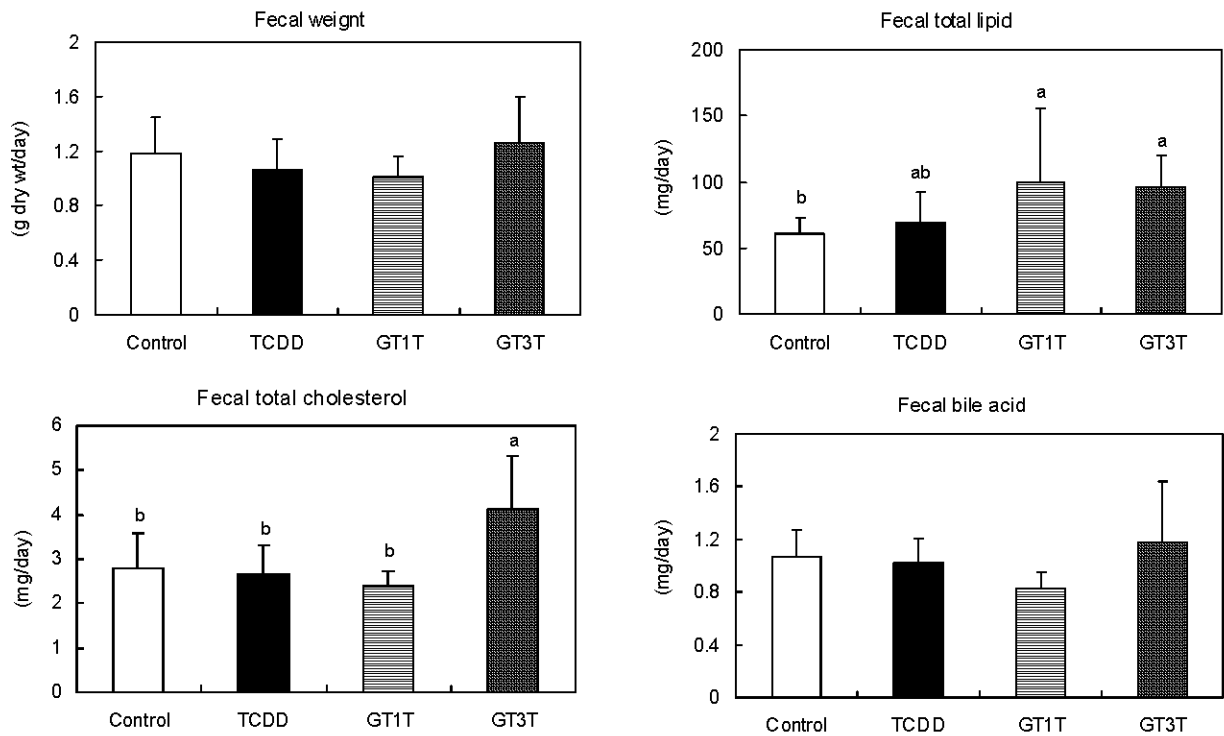 Fecal weignt
2
1.6
1.2
0.8
0.4
0
(g dry wt/day)
Control TCDD GT1T GT3T
Fecal total lipid
200
150
100
50
0
(mg/day)
b ab a a
Control TCDD GT1T GT3T
Fecal total cholesterol
6
5
4
3
2
1
0
(mg/day)
b b b a
Control TCDD GT1T GT3T
Fecal bile acid
2
1.6
1.2
0.8
0.4
0
(mg/day)
Control TCDD GT1T GT3T